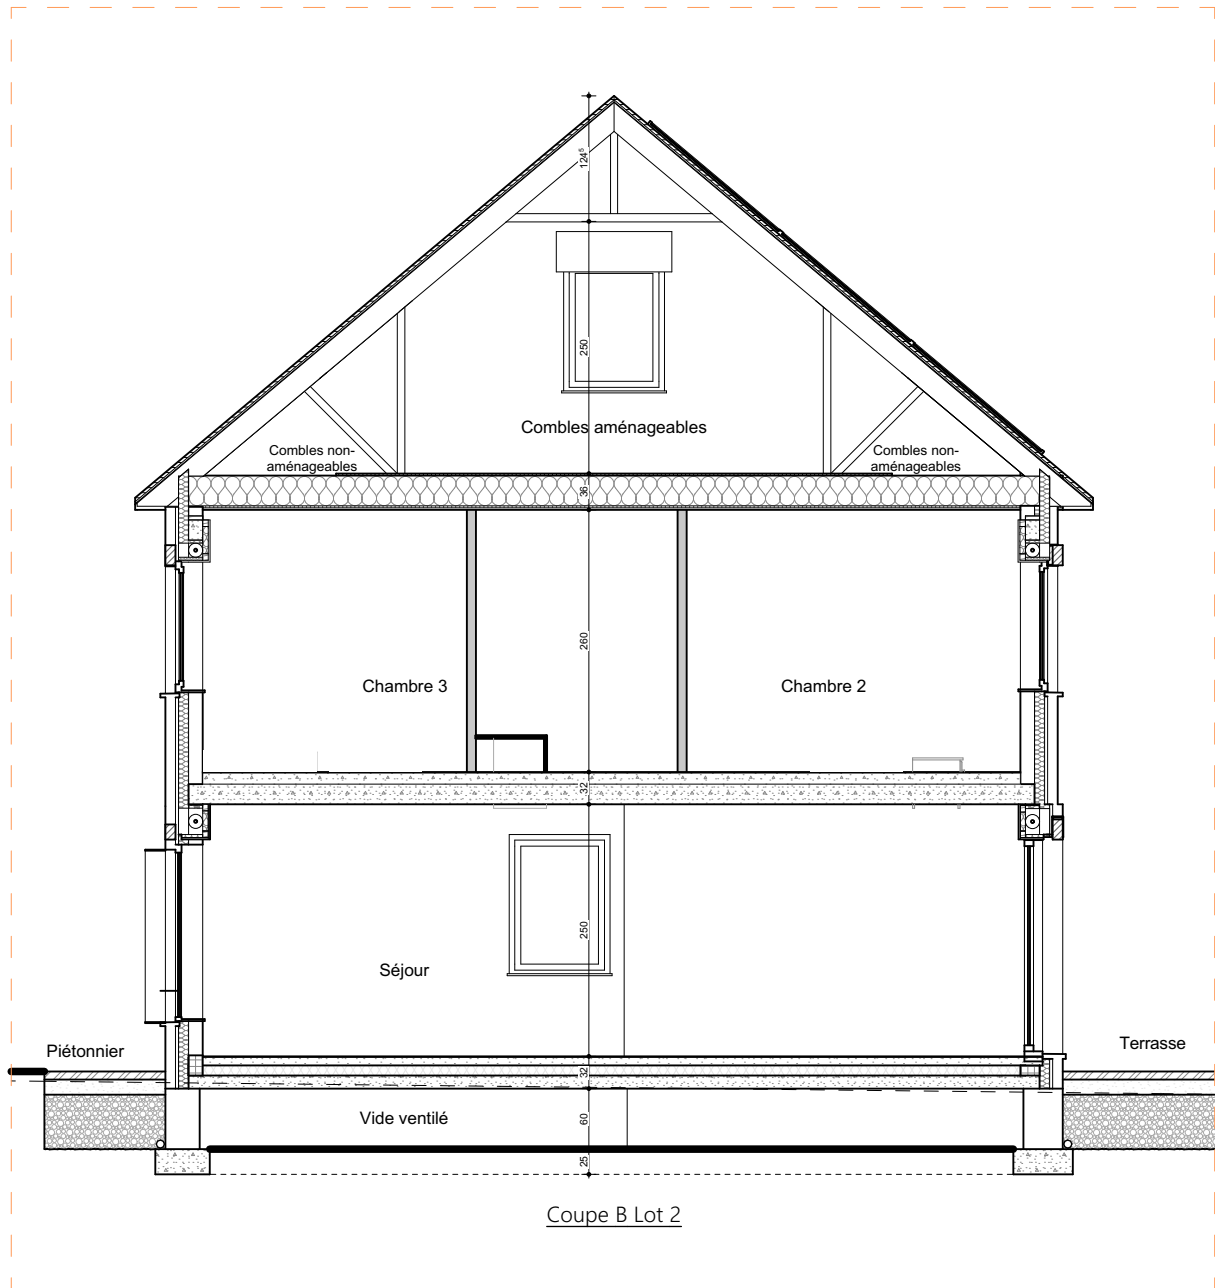 124⁵
250
Combles aménageables
Combles non-
aménageables
Combles non-
aménageables
36
260
Chambre 3
Chambre 2
32
250
Séjour
Piétonnier
Terrasse
32
Vide ventilé
60
25
Coupe B Lot 2